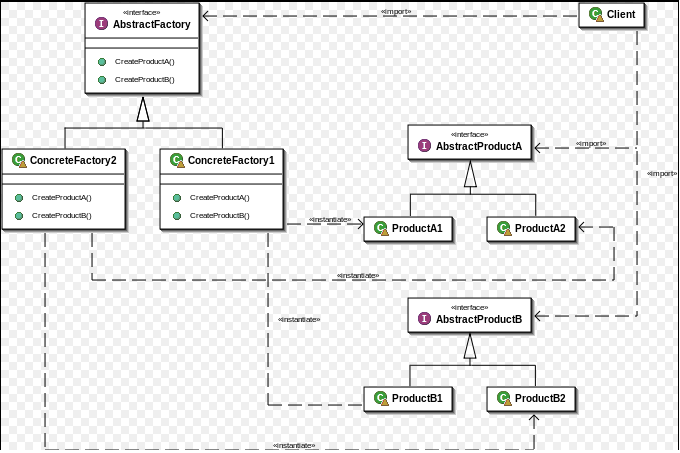 «interface»
I AbstractFactory
CreateProductA()
CreateProductB()
«import»
C Client
C ConcreteFactory2
CreateProductA()
CreateProductB()
C ConcreteFactory1
CreateProductA()
CreateProductB()
«interface»
I AbstractProductA
«import»
«import»
«instantiate»
C ProductA1
C ProductA2
«instantiate»
«interface»
I AbstractProductB
«instantiate»
C ProductB1
C ProductB2
«instantiate»